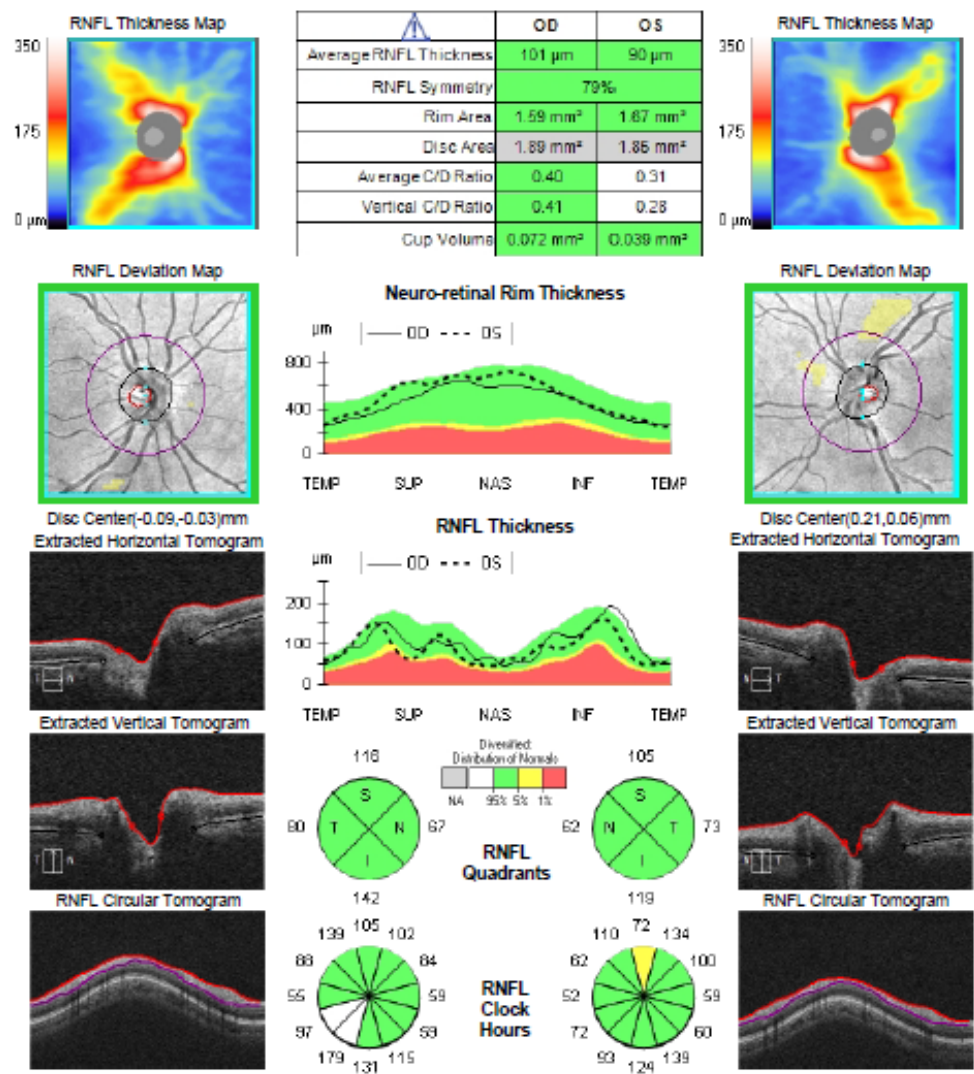 RNFL Thickness Map
350
175
0 μm
OD OS
Average RNFL Thickness 101 μm 90 μm
RNFL Symmetry 79%
Rim Area 1.59 mm² 1.67 mm²
Disc Area 1.89 mm² 1.85 mm²
Average C/D Ratio 0.40 0.31
Vertical C/D Ratio 0.41 0.28
Cup Volume 0.072 mm³ 0.039 mm³
RNFL Thickness Map
350
175
0 μm
RNFL Deviation Map
Disc Center(-0.09,-0.03)mm
Neuro-retinal Rim Thickness
μm OD OS
800
400
0
TEMP SUP NAS INF TEMP
RNFL Deviation Map
Disc Center(0.21,0.06)mm
Extracted Horizontal Tomogram
T N
RNFL Thickness
μm OD OS
200
100
0
TEMP SUP NAS INF TEMP
Extracted Horizontal Tomogram
N T
Extracted Vertical Tomogram
T N
Diversified:
Distribution of Normals
NA 95% 5% 1%
116
S
80 T N 67
I
142
RNFL
Quadrants
105
S
62 N T 73
I
119
Extracted Vertical Tomogram
N T
RNFL Circular Tomogram
139 105 102
88 84
55 59
97 59
179 131 115
RNFL
Clock
Hours
110 72 134
62 100
52 59
72 60
93 124 139
RNFL Circular Tomogram